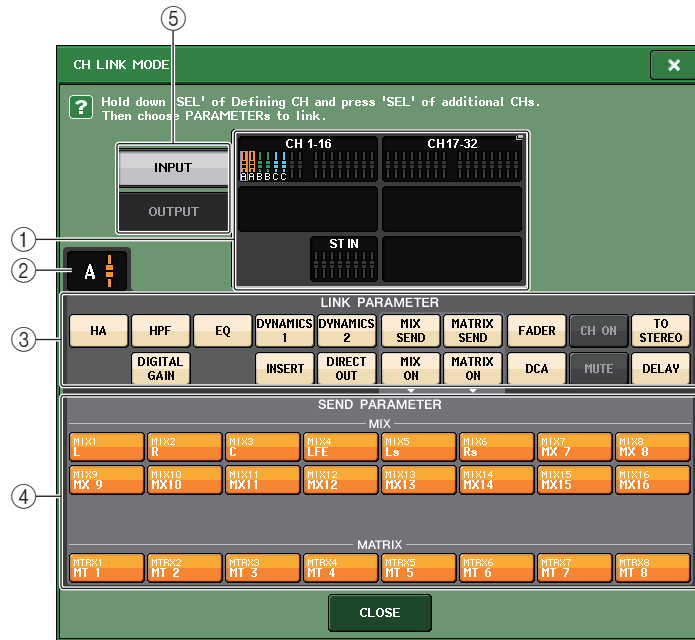 5
CH LINK MODE
? Hold down 'SEL' of Defining CH and press 'SEL' of additional CHs.
Then choose PARAMETERs to link.
INPUT
OUTPUT
CH 1-16
CH17-32
AABBCC
ST IN
1
2
A
3
LINK PARAMETER
HA
HPF
EQ
DYNAMICS 1
DYNAMICS 2
MIX SEND
MATRIX SEND
FADER
CH ON
TO STEREO
DIGITAL GAIN
INSERT
DIRECT OUT
MIX ON
MATRIX ON
DCA
MUTE
DELAY
4
SEND PARAMETER
MIX
MIX1 L
MIX2 R
MIX3 C
MIX4 LFE
MIX5 Ls
MIX6 Rs
MIX7 MX 7
MIX8 MX 8
MIX9 MX 9
MIX10 MX10
MIX11 MX11
MIX12 MX12
MIX13 MX13
MIX14 MX14
MIX15 MX15
MIX16 MX16
MATRIX
MTRX1 MT 1
MTRX2 MT 2
MTRX3 MT 3
MTRX4 MT 4
MTRX5 MT 5
MTRX6 MT 6
MTRX7 MT 7
MTRX8 MT 8
CLOSE